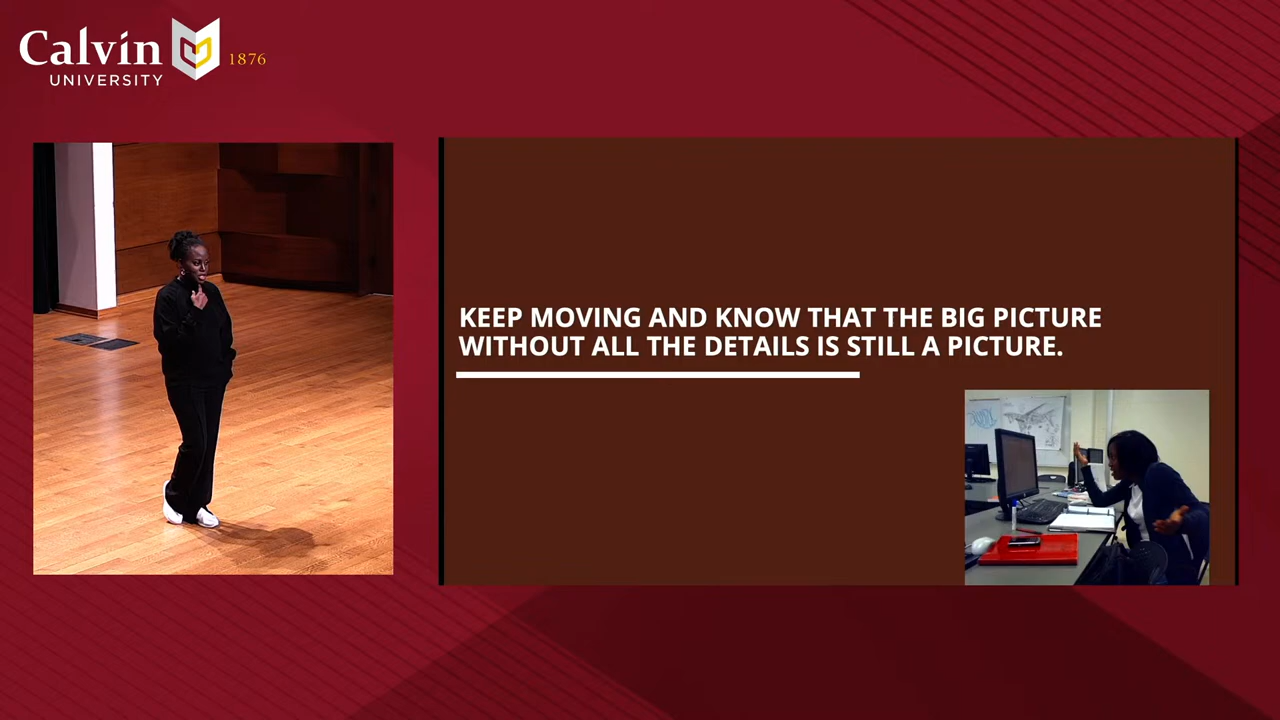 Calvin
UNIVERSITY
1876
KEEP MOVING AND KNOW THAT THE BIG PICTURE
WITHOUT ALL THE DETAILS IS STILL A PICTURE.